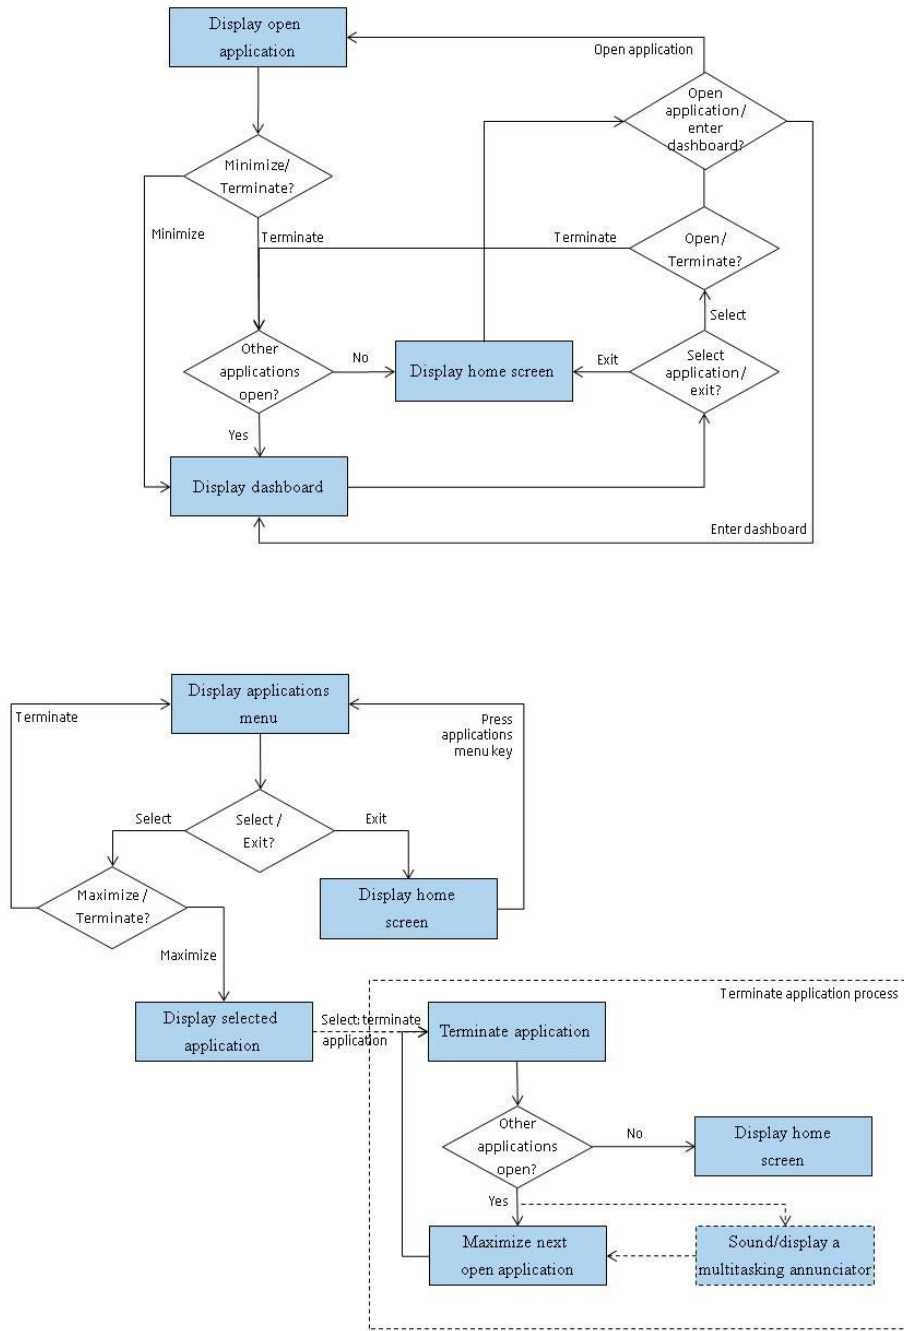 Display open
application
Open application
Open
application/
enter
dashboard?
Minimize/
Terminate?
Minimize
Terminate
Terminate
Open/
Terminate?
Select
Other
applications
open?
No
Display home screen
Exit
Select
application/
exit?
Yes
Display dashboard
Enter dashboard
Display applications
menu
Terminate
Press
applications
menu key
Select
Select /
Exit?
Exit
Maximize /
Terminate?
Display home
screen
Maximize
Terminate application process
Display selected
application
Select: terminate
application
Terminate application
Other
applications
open?
No
Display home
screen
Yes
Maximize next
open application
Sound/display a
multitasking annunciator